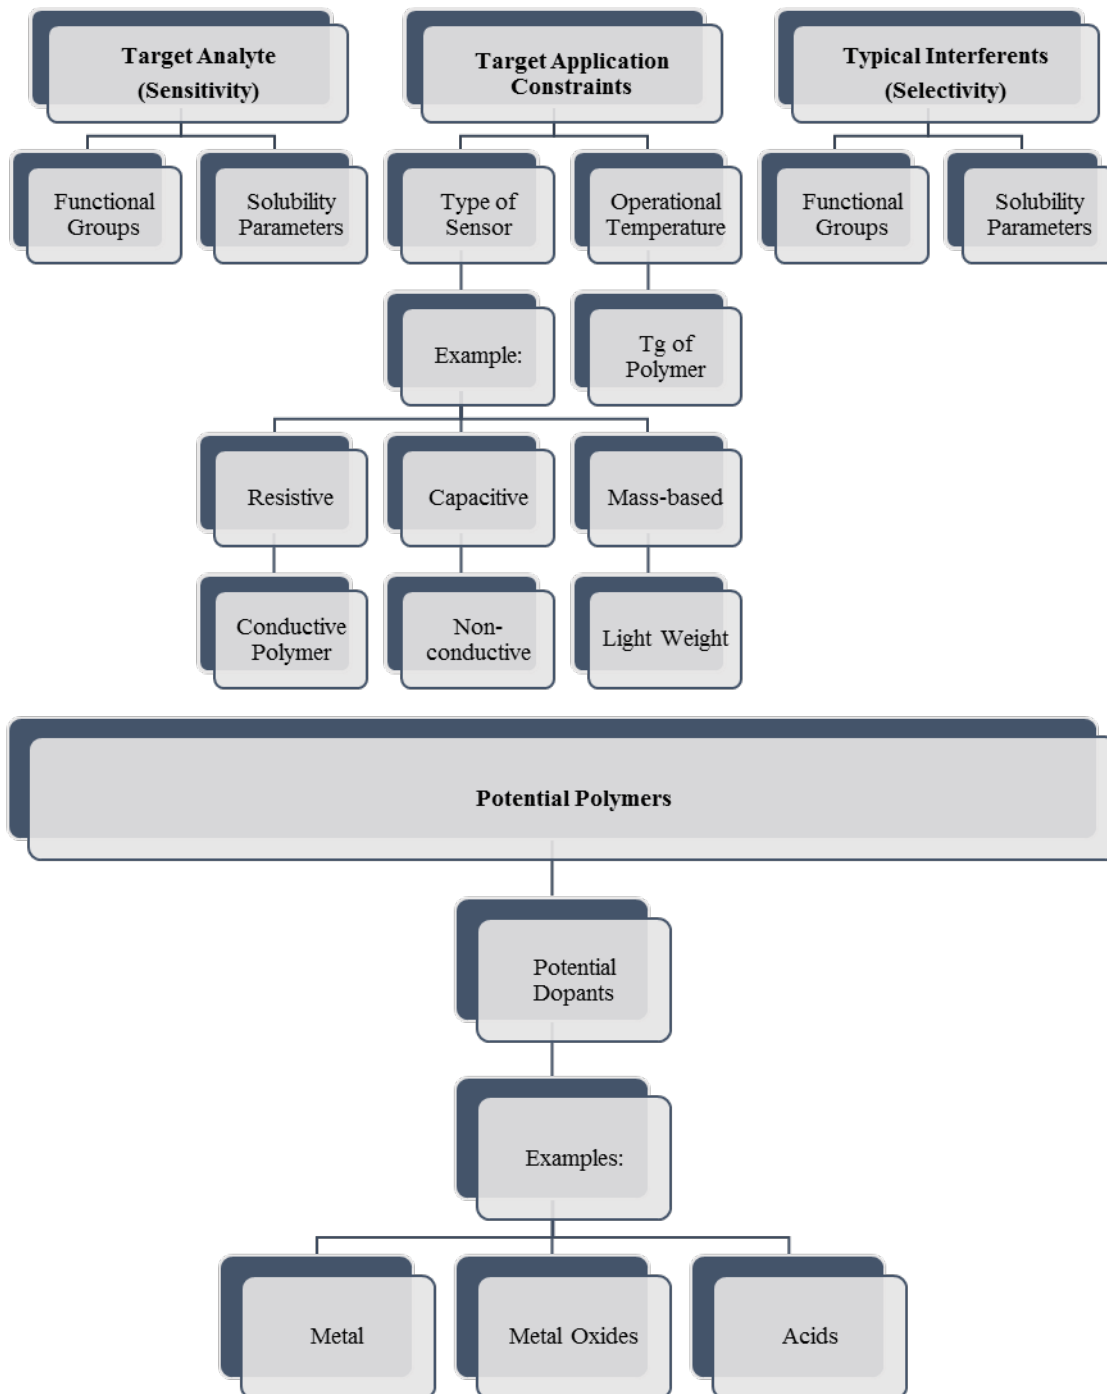 Target Analyte
(Sensitivity)
Target Application
Constraints
Typical Interferents
(Selectivity)
Functional
Groups
Solubility
Parameters
Type of
Sensor
Operational
Temperature
Functional
Groups
Solubility
Parameters
Example:
Tg of
Polymer
Resistive
Capacitive
Mass-based
Conductive
Polymer
Non-
conductive
Light Weight
Potential Polymers
Potential
Dopants
Examples:
Metal
Metal Oxides
Acids